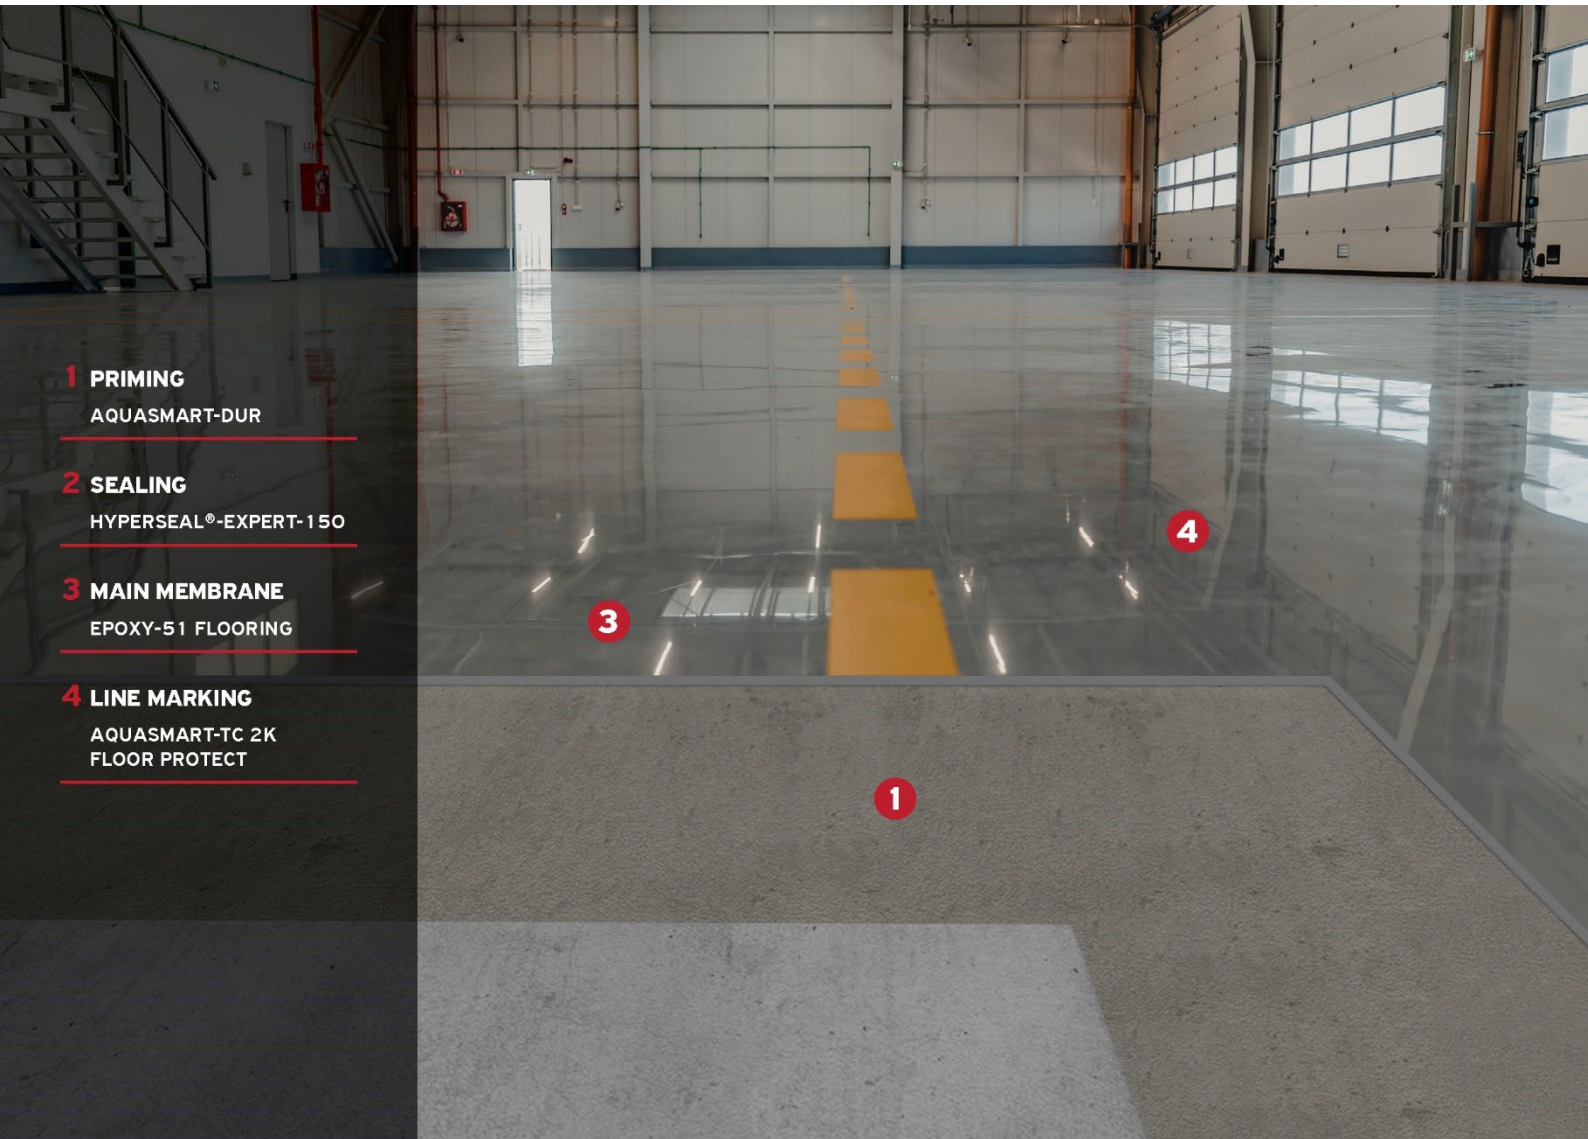 1 PRIMING
AQUASMART-DUR
2 SEALING
HYPERSEAL®-EXPERT-150
3 MAIN MEMBRANE
EPOXY-51 FLOORING
4 LINE MARKING
AQUASMART-TC 2K
FLOOR PROTECT
4
3
1